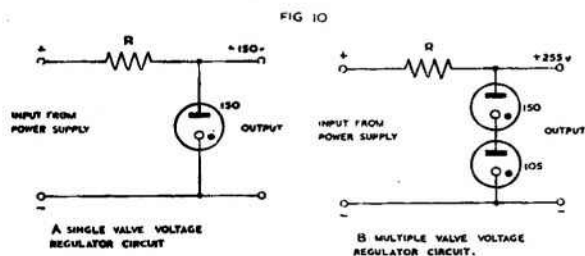 FIG 10
R
+
+150v
INPUT FROM
POWER SUPPLY
150
OUTPUT
-
-
A SINGLE VALVE VOLTAGE
REGULATOR CIRCUIT
R
+
+255v
150
INPUT FROM
POWER SUPPLY
OUTPUT
105
-
-
B MULTIPLE VALVE VOLTAGE
REGULATOR CIRCUIT.